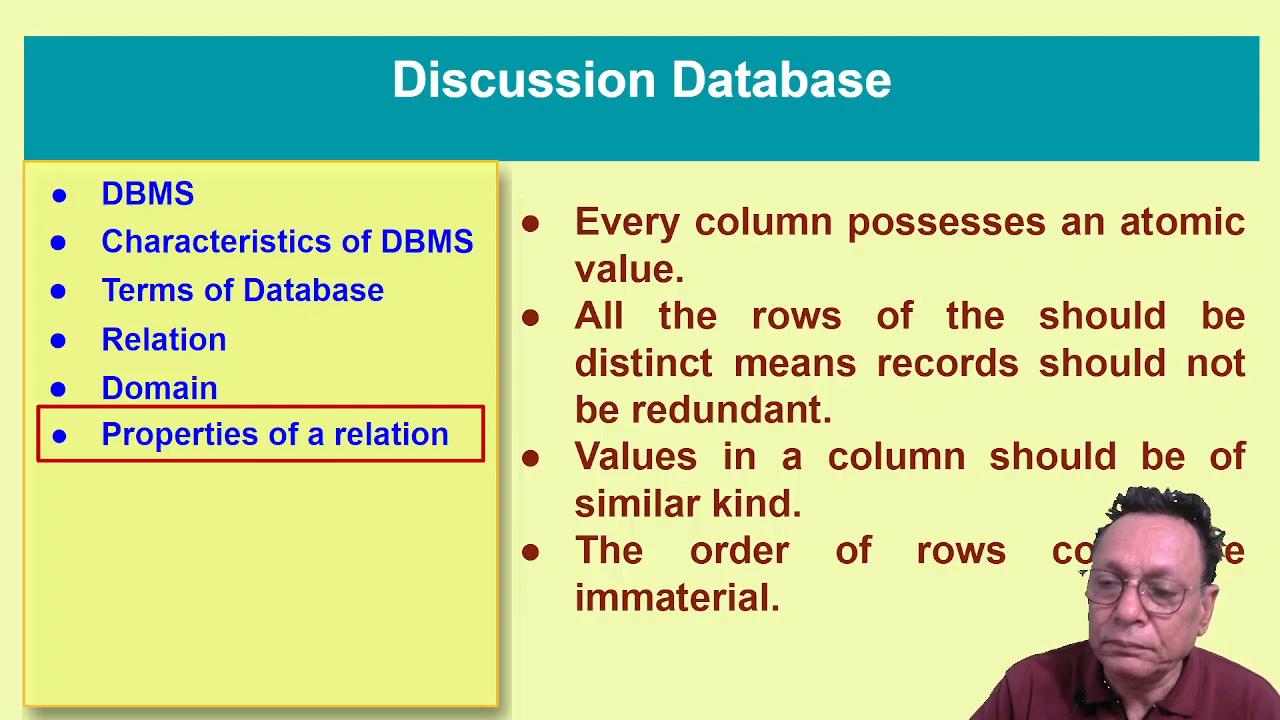 Discussion Database
● DBMS
● Characteristics of DBMS
● Terms of Database
● Relation
● Domain
● Properties of a relation
● Every column possesses an atomic
value.
● All the rows of the should be
distinct means records should not
be redundant.
● Values in a column should be of
similar kind.
● The order of rows
immaterial.